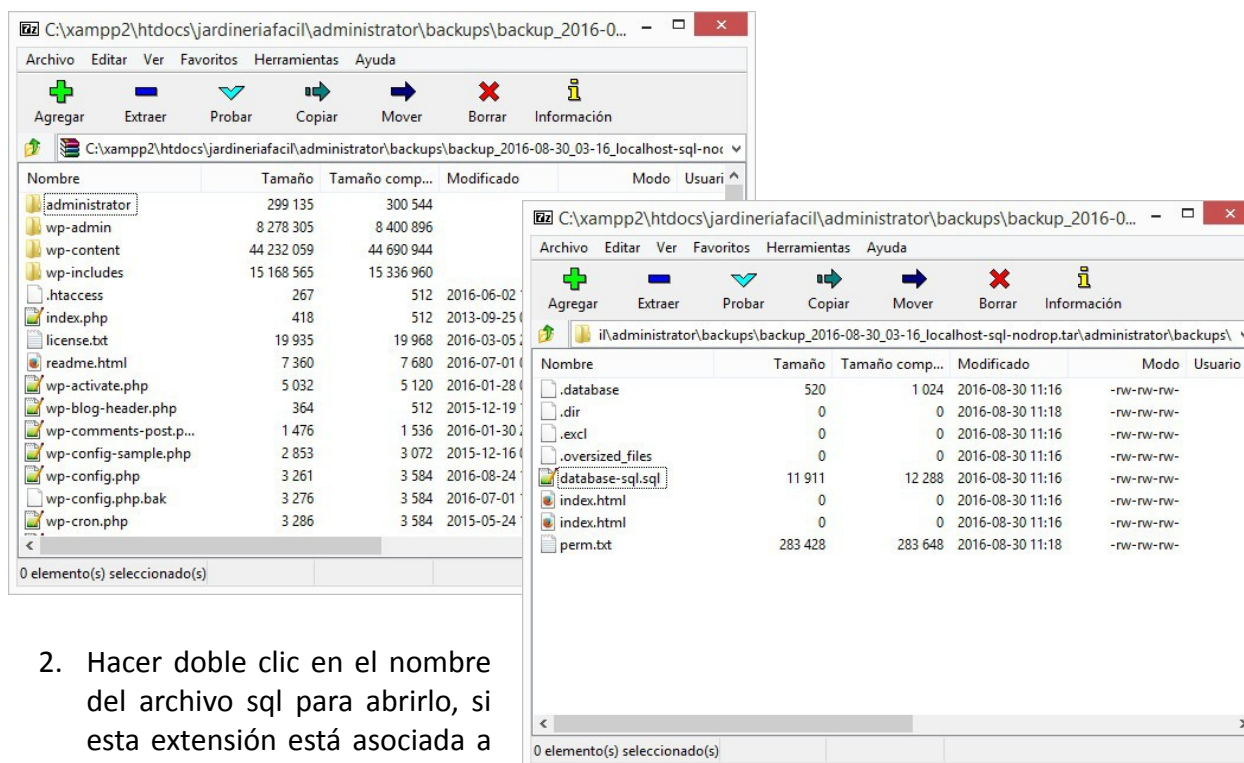 C:\xampp2\htdocs\jardineriafacil\administrator\backups\backup_2016-0...
Archivo Editar Ver Favoritos Herramientas Ayuda
Agregar Extraer Probar Copiar Mover Borrar Información
C:\xampp2\htdocs\jardineriafacil\administrator\backups\backup_2016-08-30_03-16_localhost-sql-noc
Nombre Tamaño Tamaño comp... Modificado Modo Usuari
administrator 299 135 300 544
wp-admin 8 278 305 8 400 896
wp-content 44 232 059 44 690 944
wp-includes 15 168 565 15 336 960
.htaccess 267 512 2016-06-02
index.php 418 512 2013-09-25
license.txt 19 935 19 968 2016-03-05
readme.html 7 360 7 680 2016-07-01
wp-activate.php 5 032 5 120 2016-01-28
wp-blog-header.php 364 512 2015-12-19
wp-comments-post.p... 1 476 1 536 2016-01-30
wp-config-sample.php 2 853 3 072 2015-12-16
wp-config.php 3 261 3 584 2016-08-24
wp-config.php.bak 3 276 3 584 2016-07-01
wp-cron.php 3 286 3 584 2015-05-24
0 elemento(s) seleccionado(s)
C:\xampp2\htdocs\jardineriafacil\administrator\backups\backup_2016-0...
Archivo Editar Ver Favoritos Herramientas Ayuda
Agregar Extraer Probar Copiar Mover Borrar Información
il\administrator\backups\backup_2016-08-30_03-16_localhost-sql-nodrop.tar\administrator\backups\
Nombre Tamaño Tamaño comp... Modificado Modo Usuario
.database 520 1 024 2016-08-30 11:16 -rw-rw-rw-
.dir 0 0 2016-08-30 11:18 -rw-rw-rw-
.excl 0 0 2016-08-30 11:16 -rw-rw-rw-
.oversized_files 0 0 2016-08-30 11:16 -rw-rw-rw-
database-sql.sql 11 911 12 288 2016-08-30 11:16 -rw-rw-rw-
index.html 0 0 2016-08-30 11:16 -rw-rw-rw-
index.html 0 0 2016-08-30 11:16 -rw-rw-rw-
perm.txt 283 428 283 648 2016-08-30 11:18 -rw-rw-rw-
0 elemento(s) seleccionado(s)
2. Hacer doble clic en el nombre
del archivo sql para abrirlo, si
esta extensión está asociada a